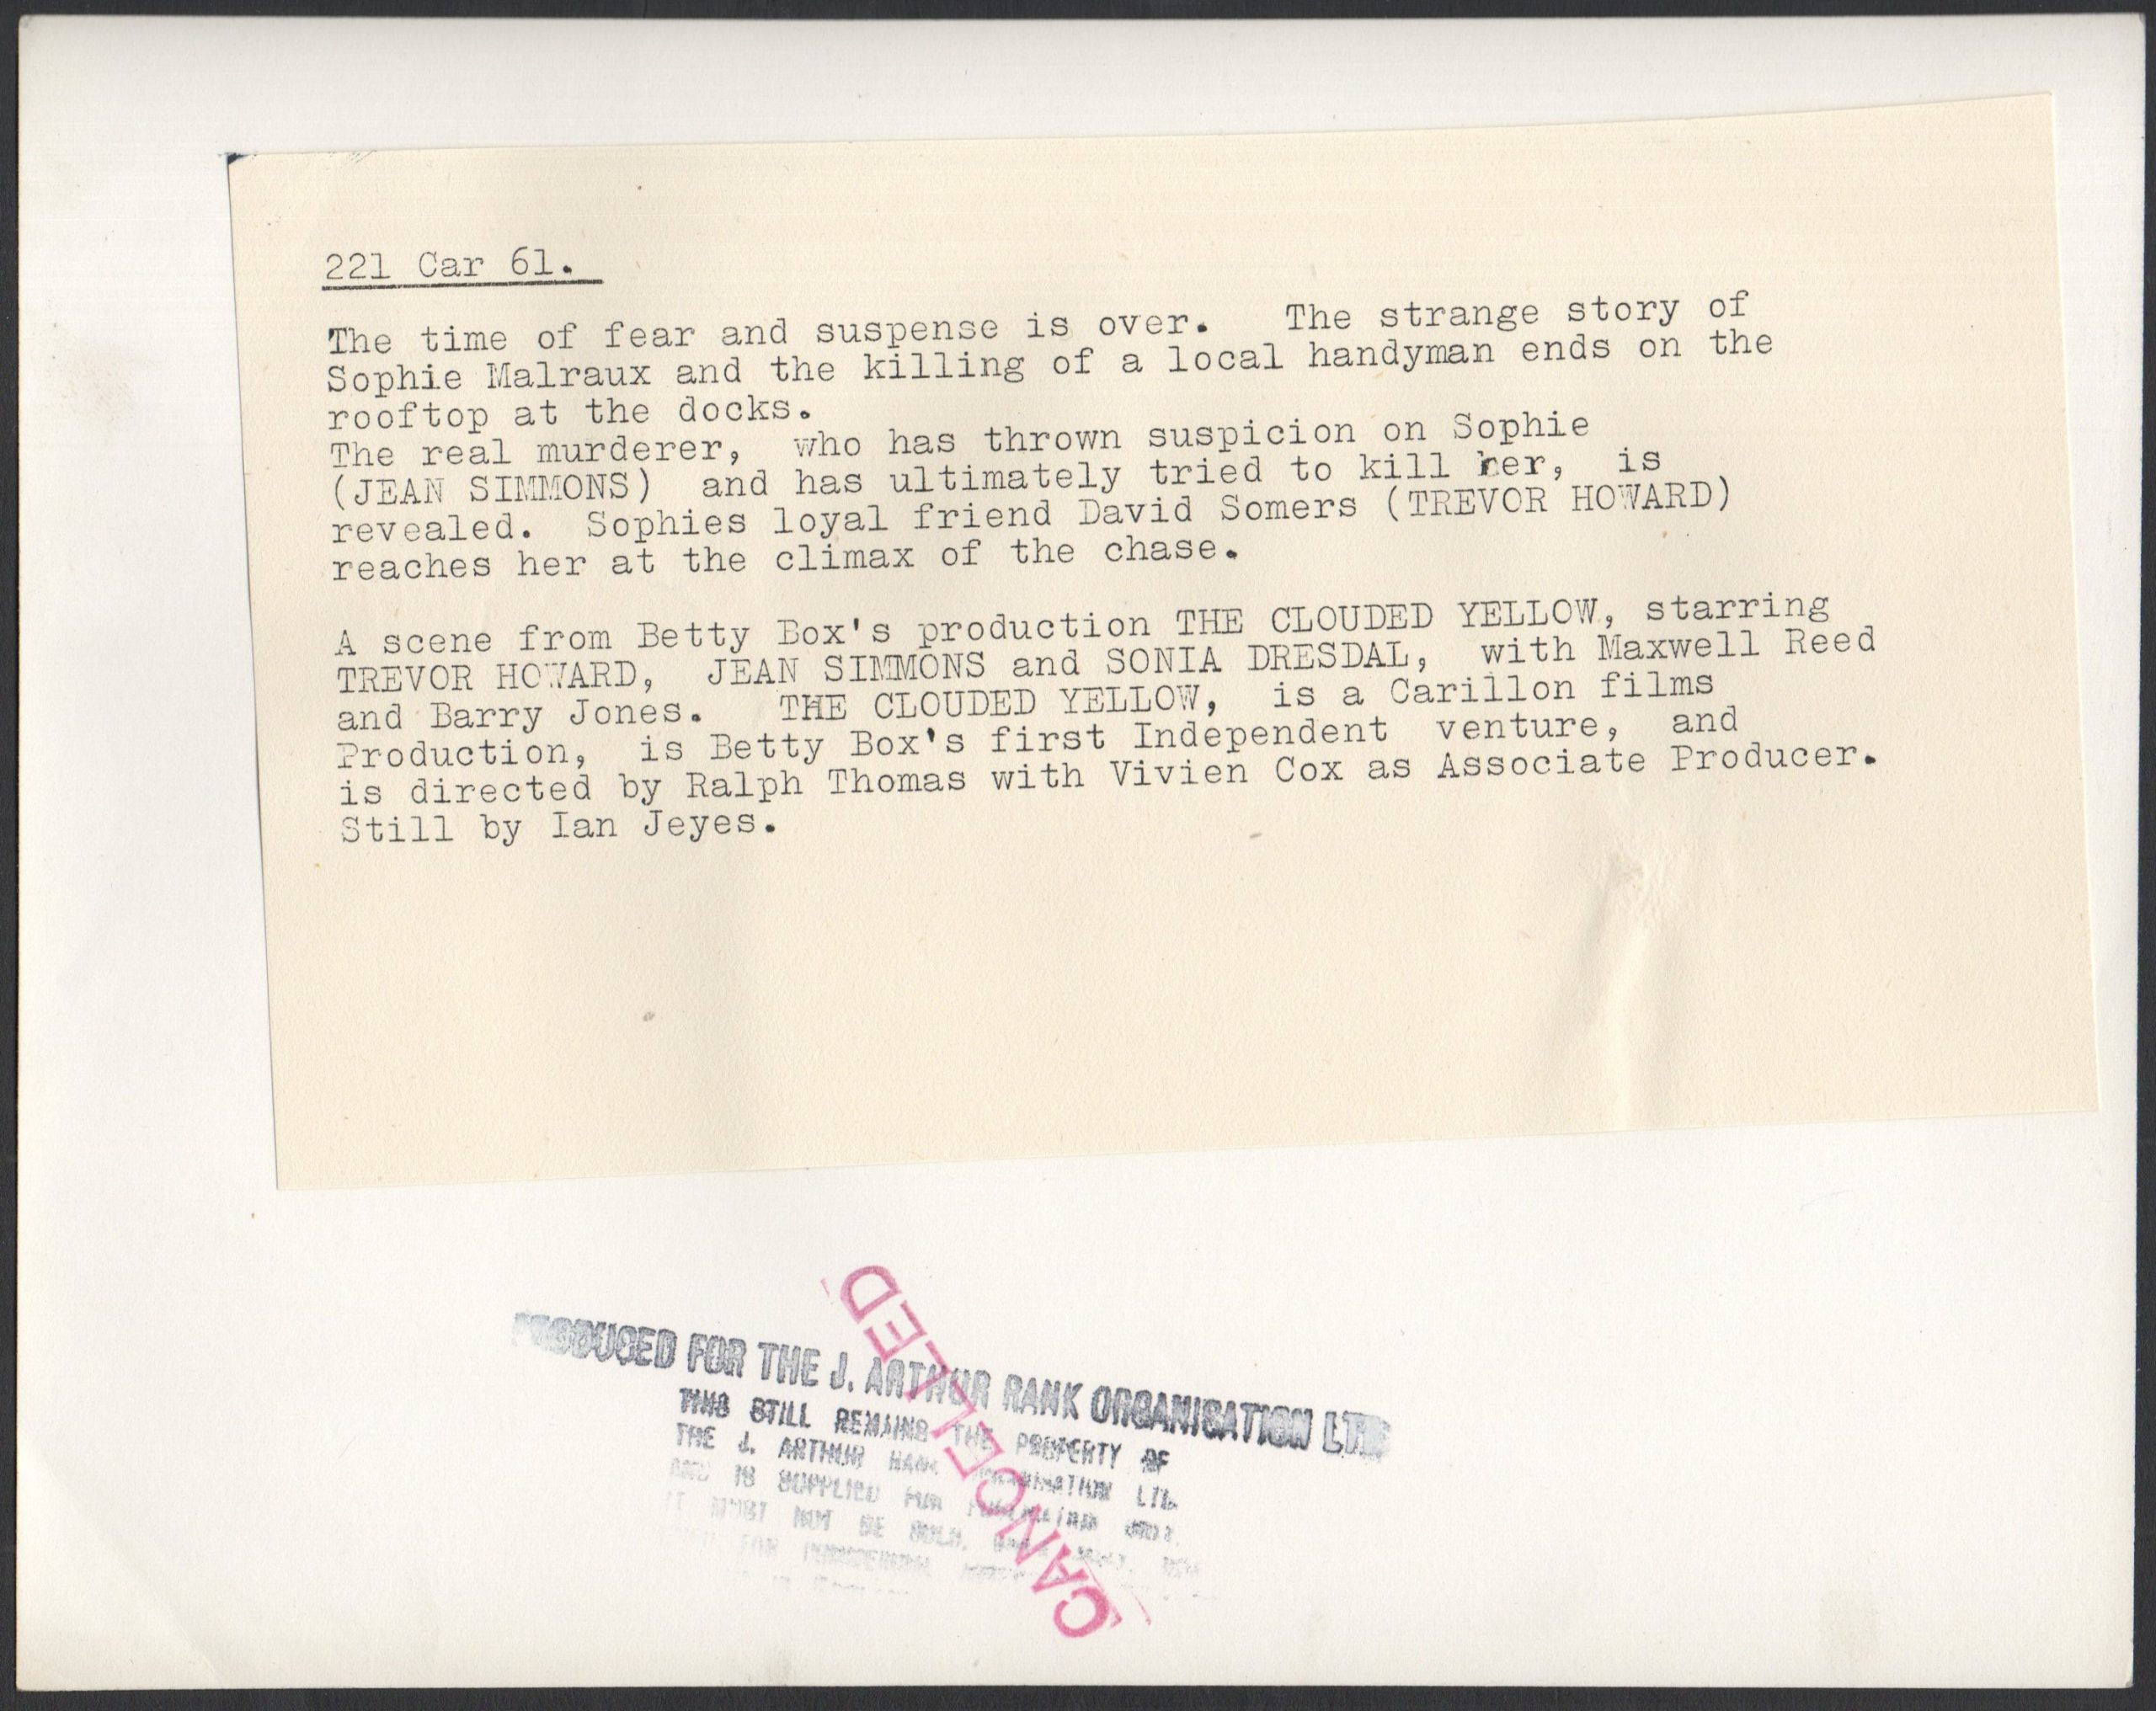 221 Car 61.
The time of fear and suspense is over. The strange story of
Sophie Malraux and the killing of a local handyman ends on the
rooftop at the docks.
The real murderer, who has thrown suspicion on Sophie
(JEAN SIMMONS) and has ultimately tried to kill her, is
revealed. Sophies loyal friend David Somers (TREVOR HOWARD)
reaches her at the climax of the chase.
A scene from Betty Box's production THE CLOUDED YELLOW, starring
TREVOR HOWARD, JEAN SIMMONS and SONIA DRESDAL, with Maxwell Reed
and Barry Jones. THE CLOUDED YELLOW, is a Carillon films
Production, is Betty Box's first Independent venture, and
is directed by Ralph Thomas with Vivien Cox as Associate Producer.
Still by Ian Jeyes.
PRODUCED FOR THE J. ARTHUR RANK ORGANISATION LTD
THIS STILL REMAINS THE PROPERTY OF
THE J. ARTHUR RANK ORGANISATION LTD.
AND IS SUPPLIED FOR
IT MUST NOT BE SOLD,
CANCELLED